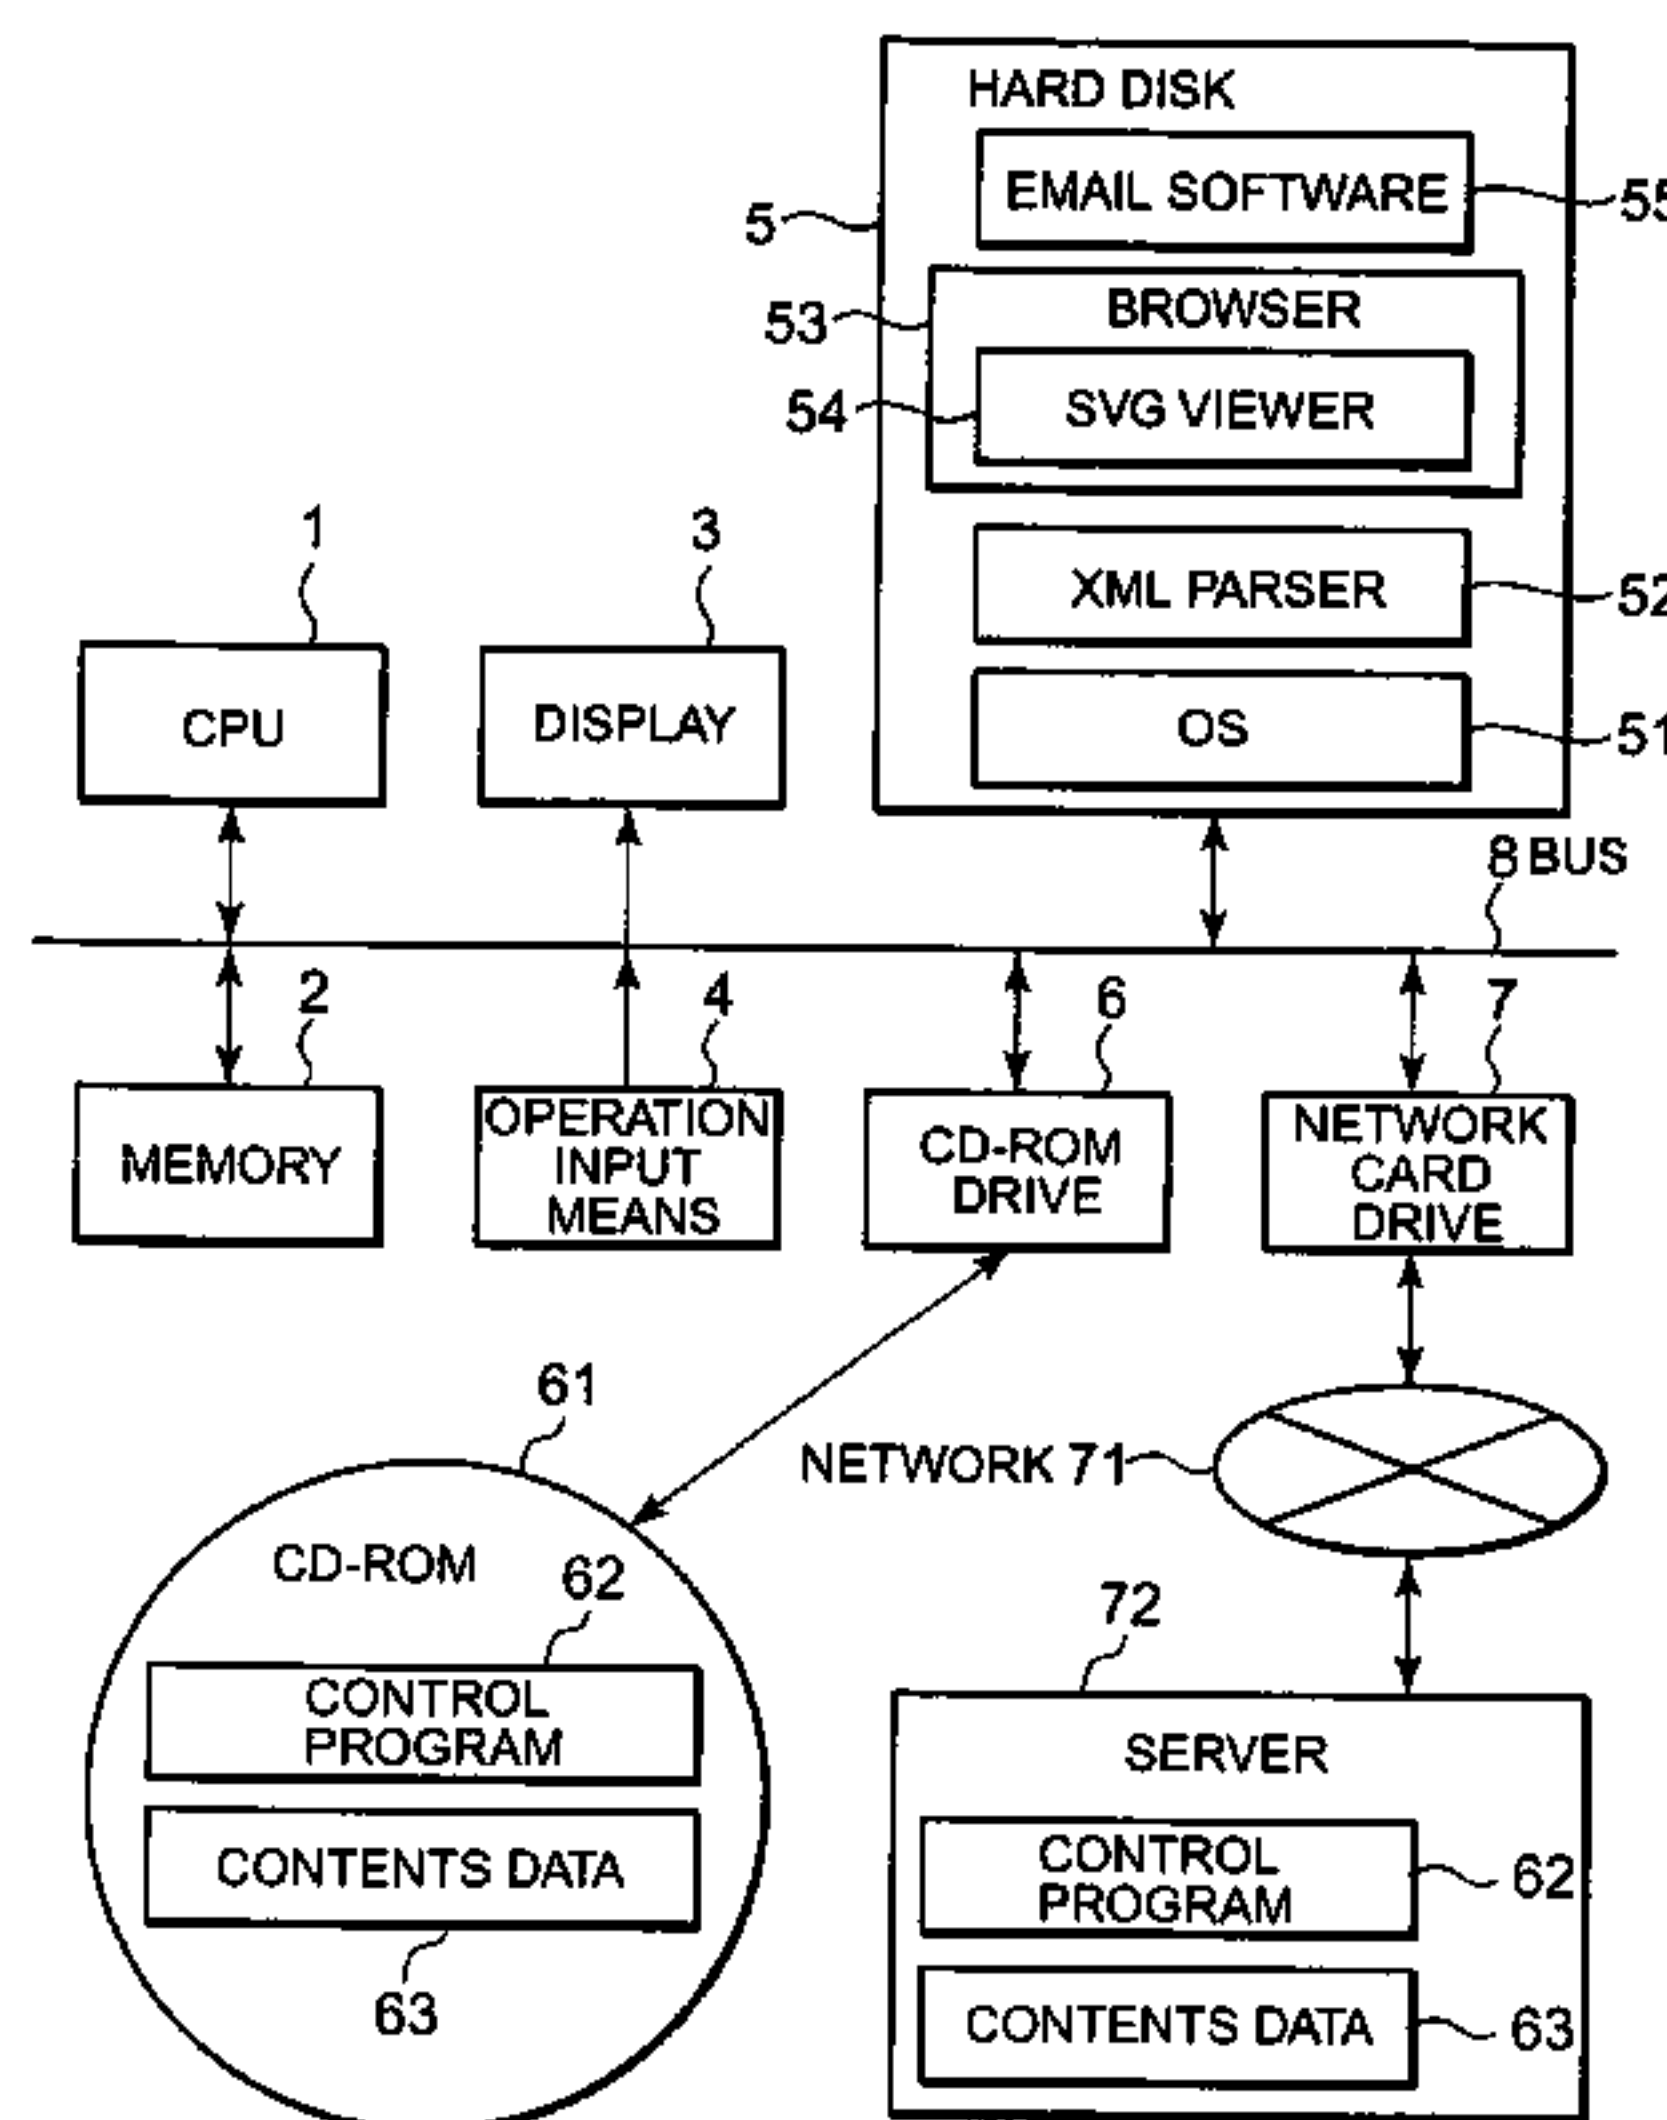 HARD DISK
EMAIL SOFTWARE
55
5
BROWSER
53
SVG VIEWER
54
1
3
XML PARSER
52
CPU
DISPLAY
OS
51
8 BUS
2
4
6
7
MEMORY
OPERATION
INPUT
MEANS
CD-ROM
DRIVE
NETWORK
CARD
DRIVE
61
NETWORK 71
CD-ROM
62
72
CONTROL
PROGRAM
SERVER
CONTENTS DATA
CONTROL
PROGRAM
62
63
CONTENTS DATA
63